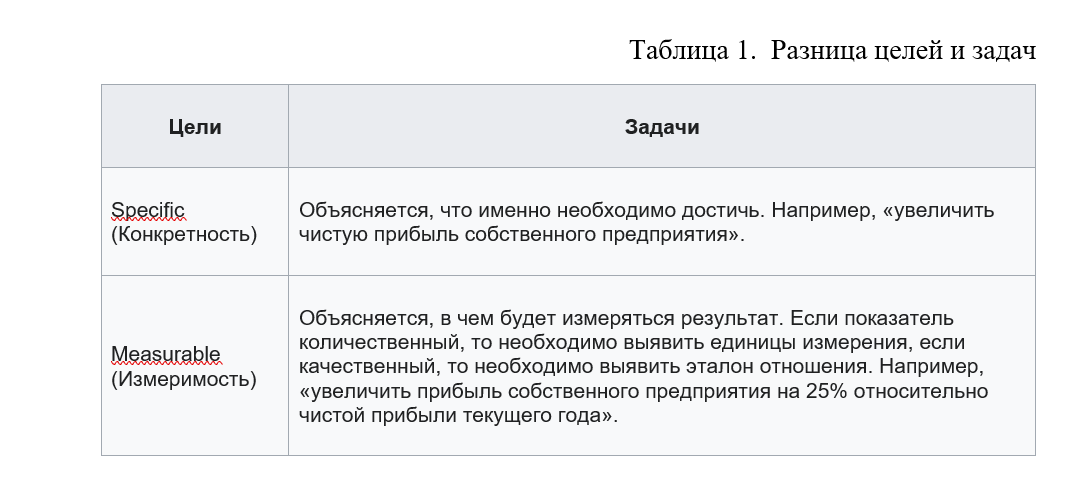 Таблица 1.  Разница целей и задач
Цели
Задачи
Specific
(Конкретность)
Объясняется, что именно необходимо достичь. Например, «увеличить
чистую прибыль собственного предприятия».
Measurable
(Измеримость)
Объясняется, в чем будет измеряться результат. Если показатель
количественный, то необходимо выявить единицы измерения, если
качественный, то необходимо выявить эталон отношения. Например,
«увеличить прибыль собственного предприятия на 25% относительно
чистой прибыли текущего года».